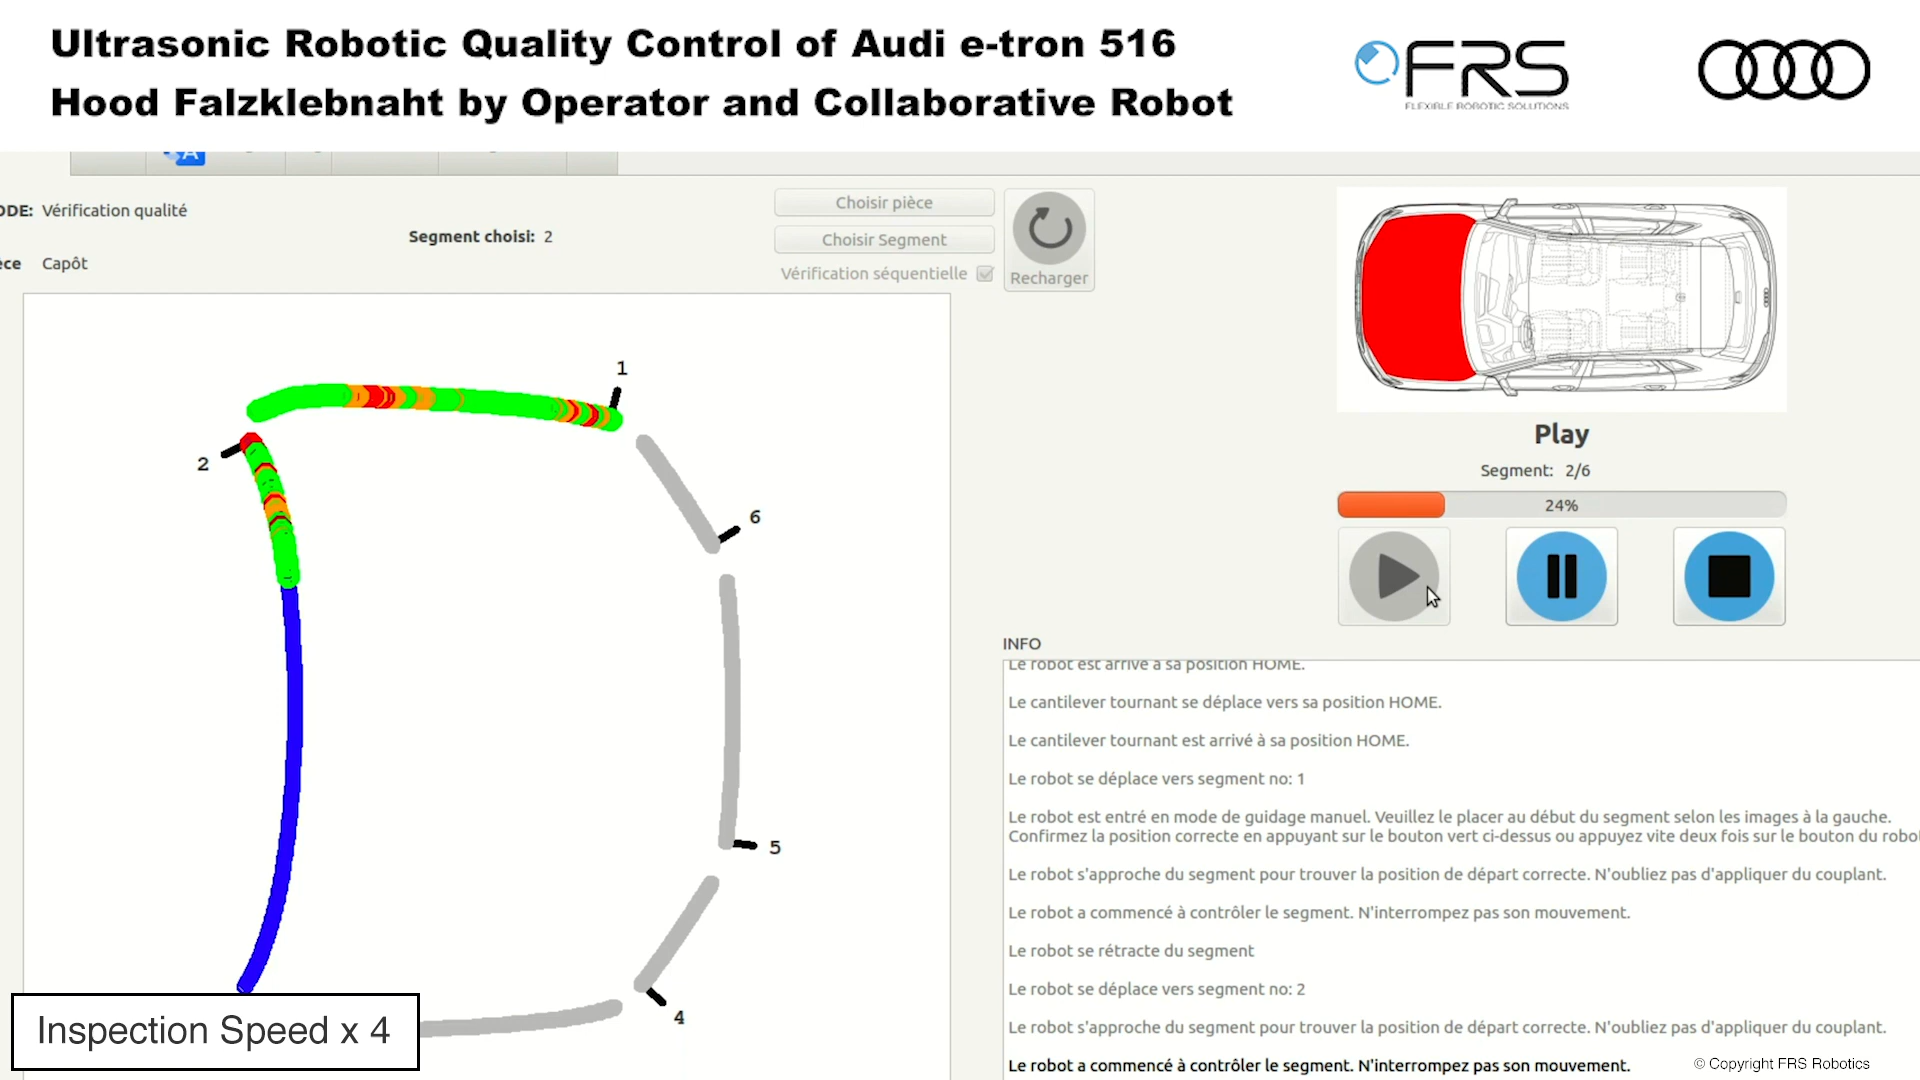 Ultrasonic Robotic Quality Control of Audi e-tron 516
Hood Falzklebnaht by Operator and Collaborative Robot
FRS
FLEXIBLE ROBOTIC SOLUTIONS
A
ODE: Vérification qualité
Segment choisi: 2
èce Capôt
Choisir pièce
Choisir Segment
Vérification séquentielle
Recharger
1
2
6
5
4
Play
Segment: 2/6
24%
INFO
Le robot est arrivé à sa position HOME.
Le cantilever tournant se déplace vers sa position HOME.
Le cantilever tournant est arrivé à sa position HOME.
Le robot se déplace vers segment no: 1
Le robot est entré en mode de guidage manuel. Veuillez le placer au début du segment selon les images à la gauche.
Confirmez la position correcte en appuyant sur le bouton vert ci-dessus ou appuyez vite deux fois sur le bouton du robo
Le robot s'approche du segment pour trouver la position de départ correcte. N'oubliez pas d'appliquer du couplant.
Le robot a commencé à contrôler le segment. N'interrompez pas son mouvement.
Le robot se rétracte du segment
Le robot se déplace vers segment no: 2
Le robot s'approche du segment pour trouver la position de départ correcte. N'oubliez pas d'appliquer du couplant.
Le robot a commencé à contrôler le segment. N'interrompez pas son mouvement.
Inspection Speed x 4
© Copyright FRS Robotics